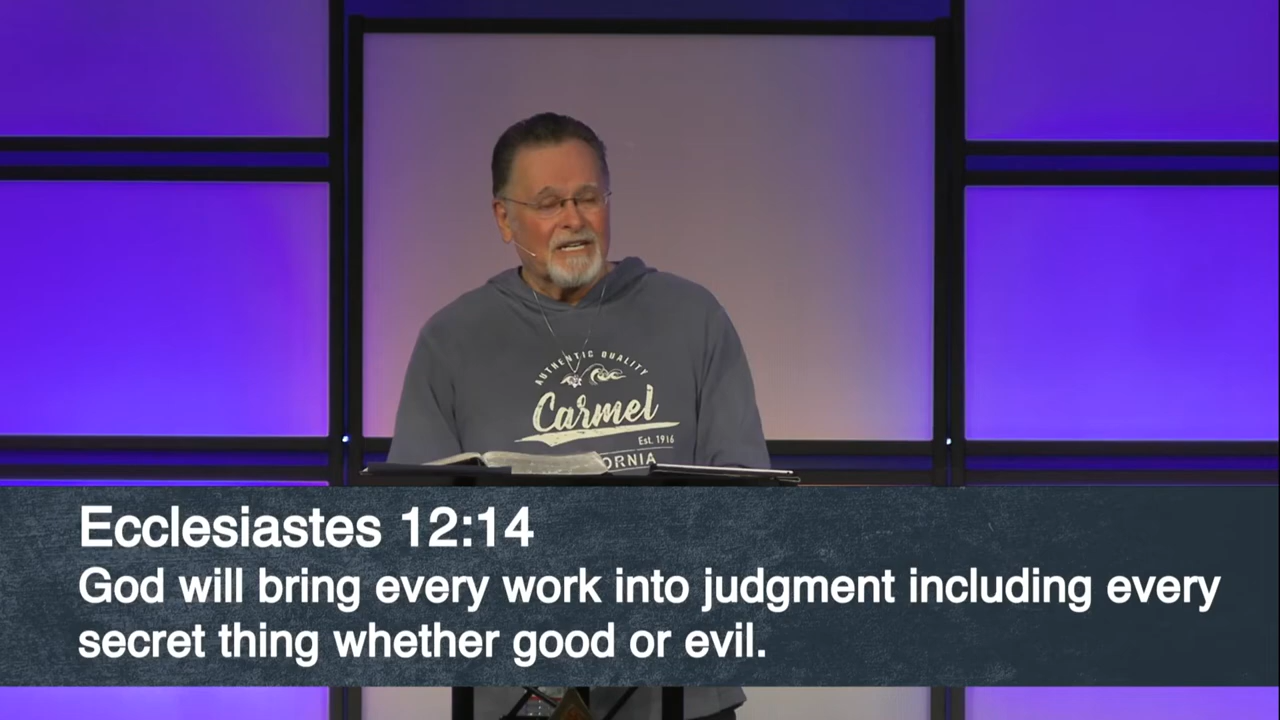 AUTHENTIC QUALITY
Carmel
Est. 1916
ORNIA
Ecclesiastes 12:14
God will bring every work into judgment including every
secret thing whether good or evil.